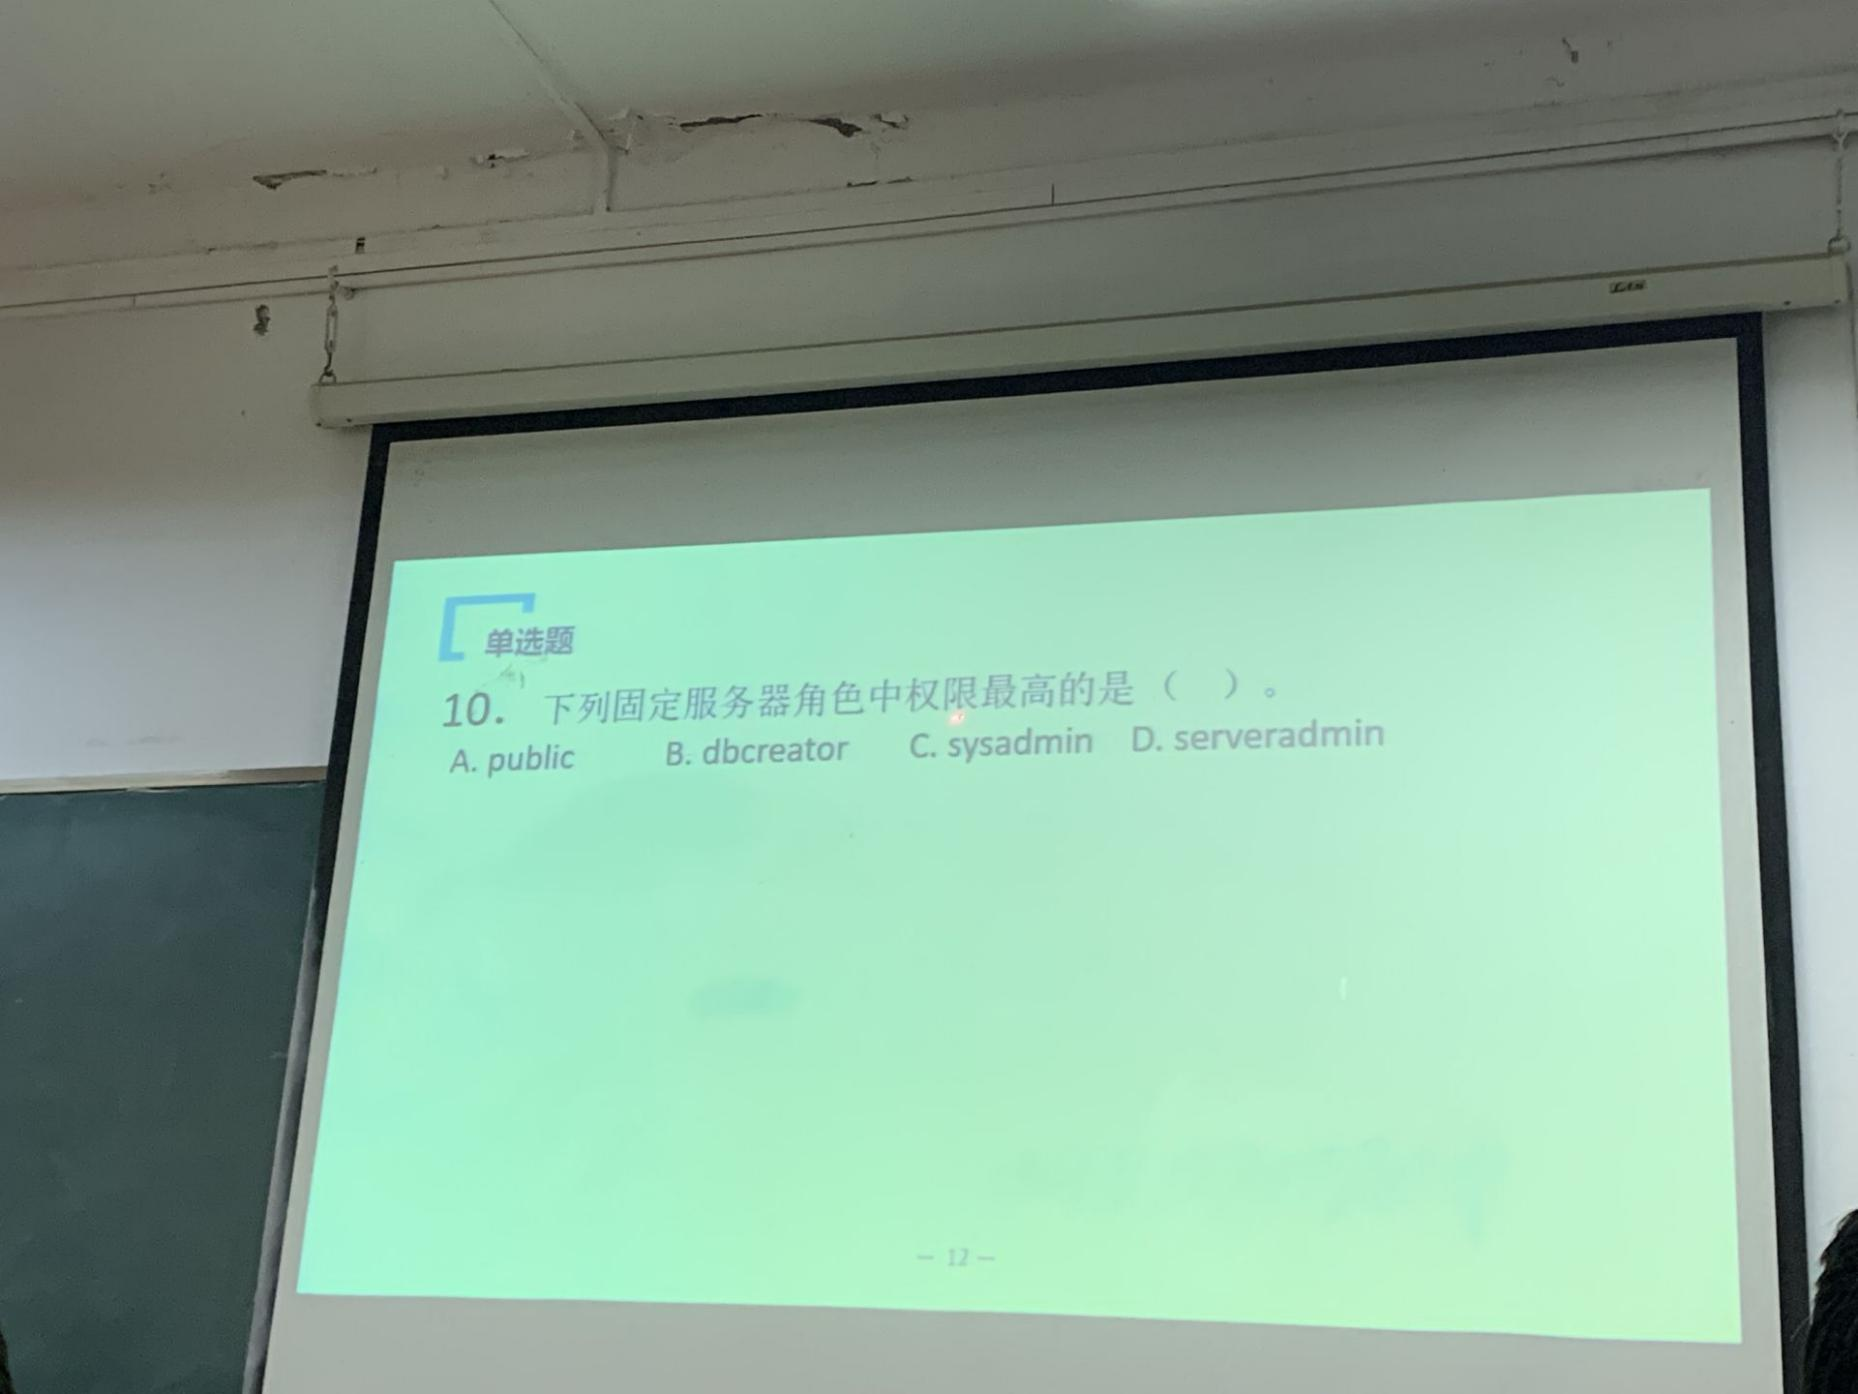 单选题
10. 下列固定服务器角色中权限最高的是（ ）。
A. public B. dbcreator C. sysadmin D. serveradmin
— 12 —